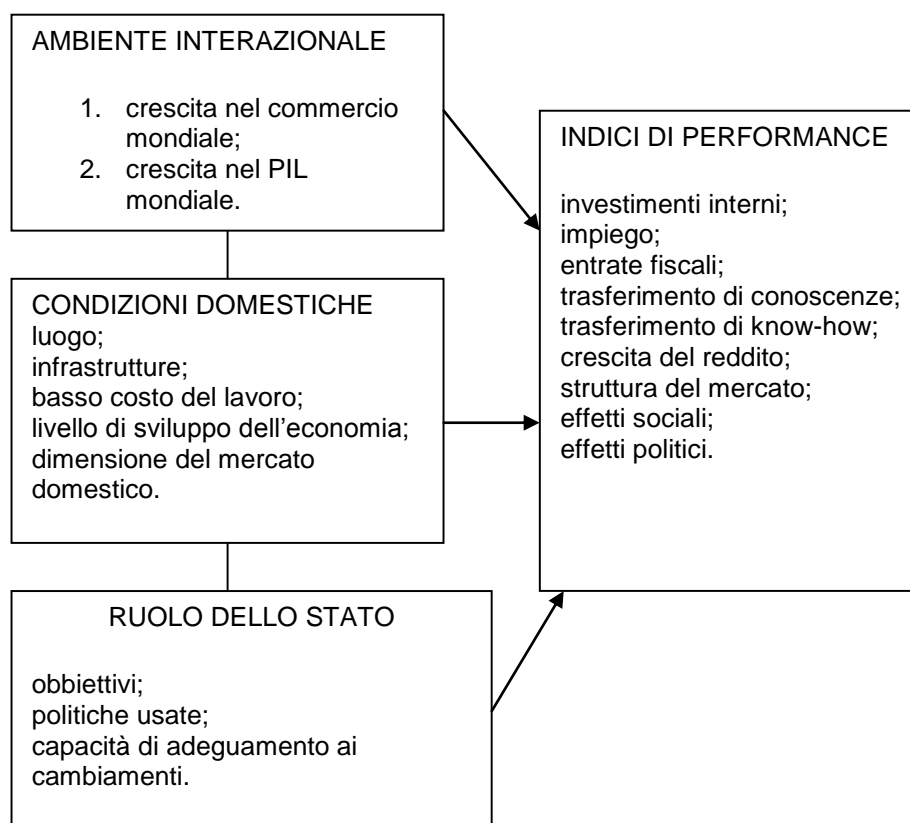 AMBIENTE INTERAZIONALE
1. crescita nel commercio
mondiale;
2. crescita nel PIL
mondiale.
CONDIZIONI DOMESTICHE
luogo;
infrastrutture;
basso costo del lavoro;
livello di sviluppo dell'economia;
dimensione del mercato
domestico.
RUOLO DELLO STATO
obbiettivi;
politiche usate;
capacità di adeguamento ai
cambiamenti.
INDICI DI PERFORMANCE
investimenti interni;
impiego;
entrate fiscali;
trasferimento di conoscenze;
trasferimento di know-how;
crescita del reddito;
struttura del mercato;
effetti sociali;
effetti politici.